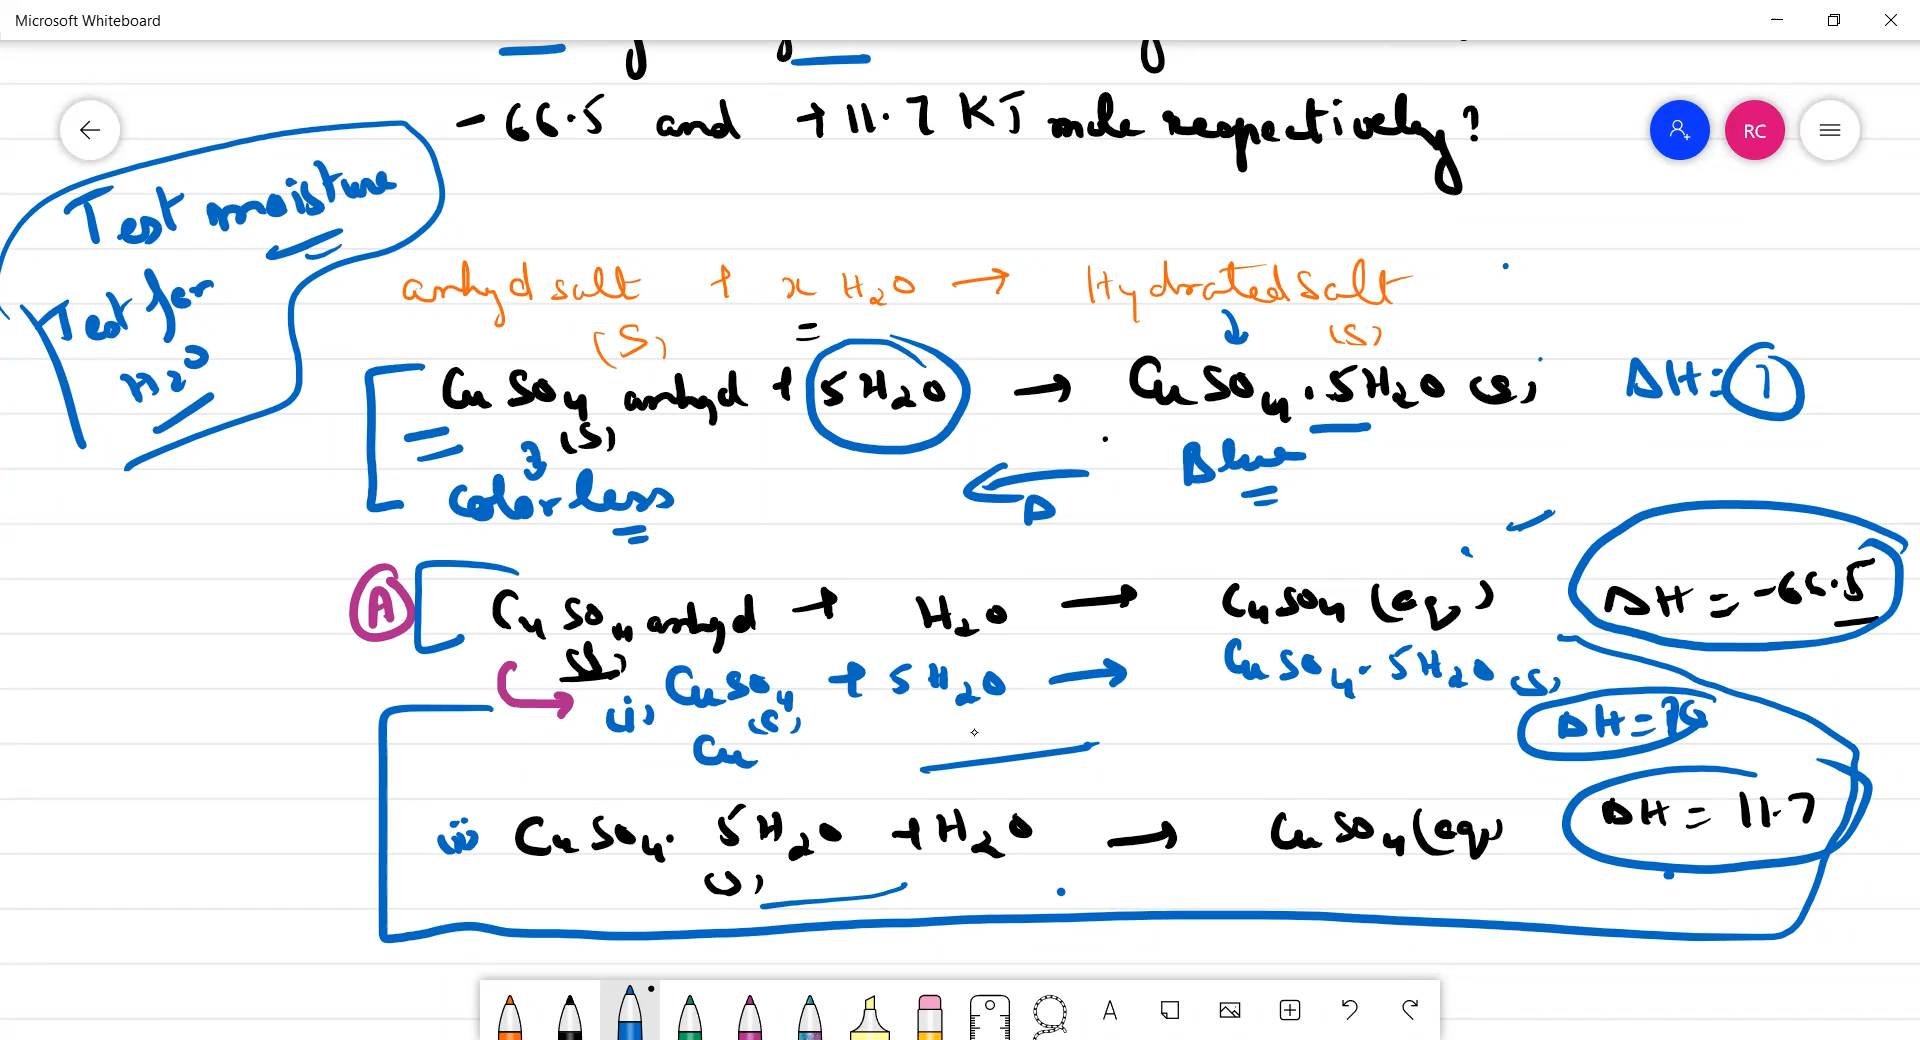 Microsoft Whiteboard
-66.5 and +11.7 KJ mole respectively?
RC
Test moisture
Test for
H2O
anhyd salt + x H2O → Hydrated salt
(s) (s)
CuSO4 anhyd + 5H2O → CuSO4.5H2O (s) ΔH = ?
(s)
colorless
Blue
Δ
A CuSO4 anhyd + H2O → CuSO4 (aq) ΔH = -66.5
(i) CuSO4 + 5H2O → CuSO4.5H2O (s)
(s)
ΔH =
Cu
(ii) CuSO4.5H2O + H2O → CuSO4 (aq) ΔH = 11.7
(s)
A